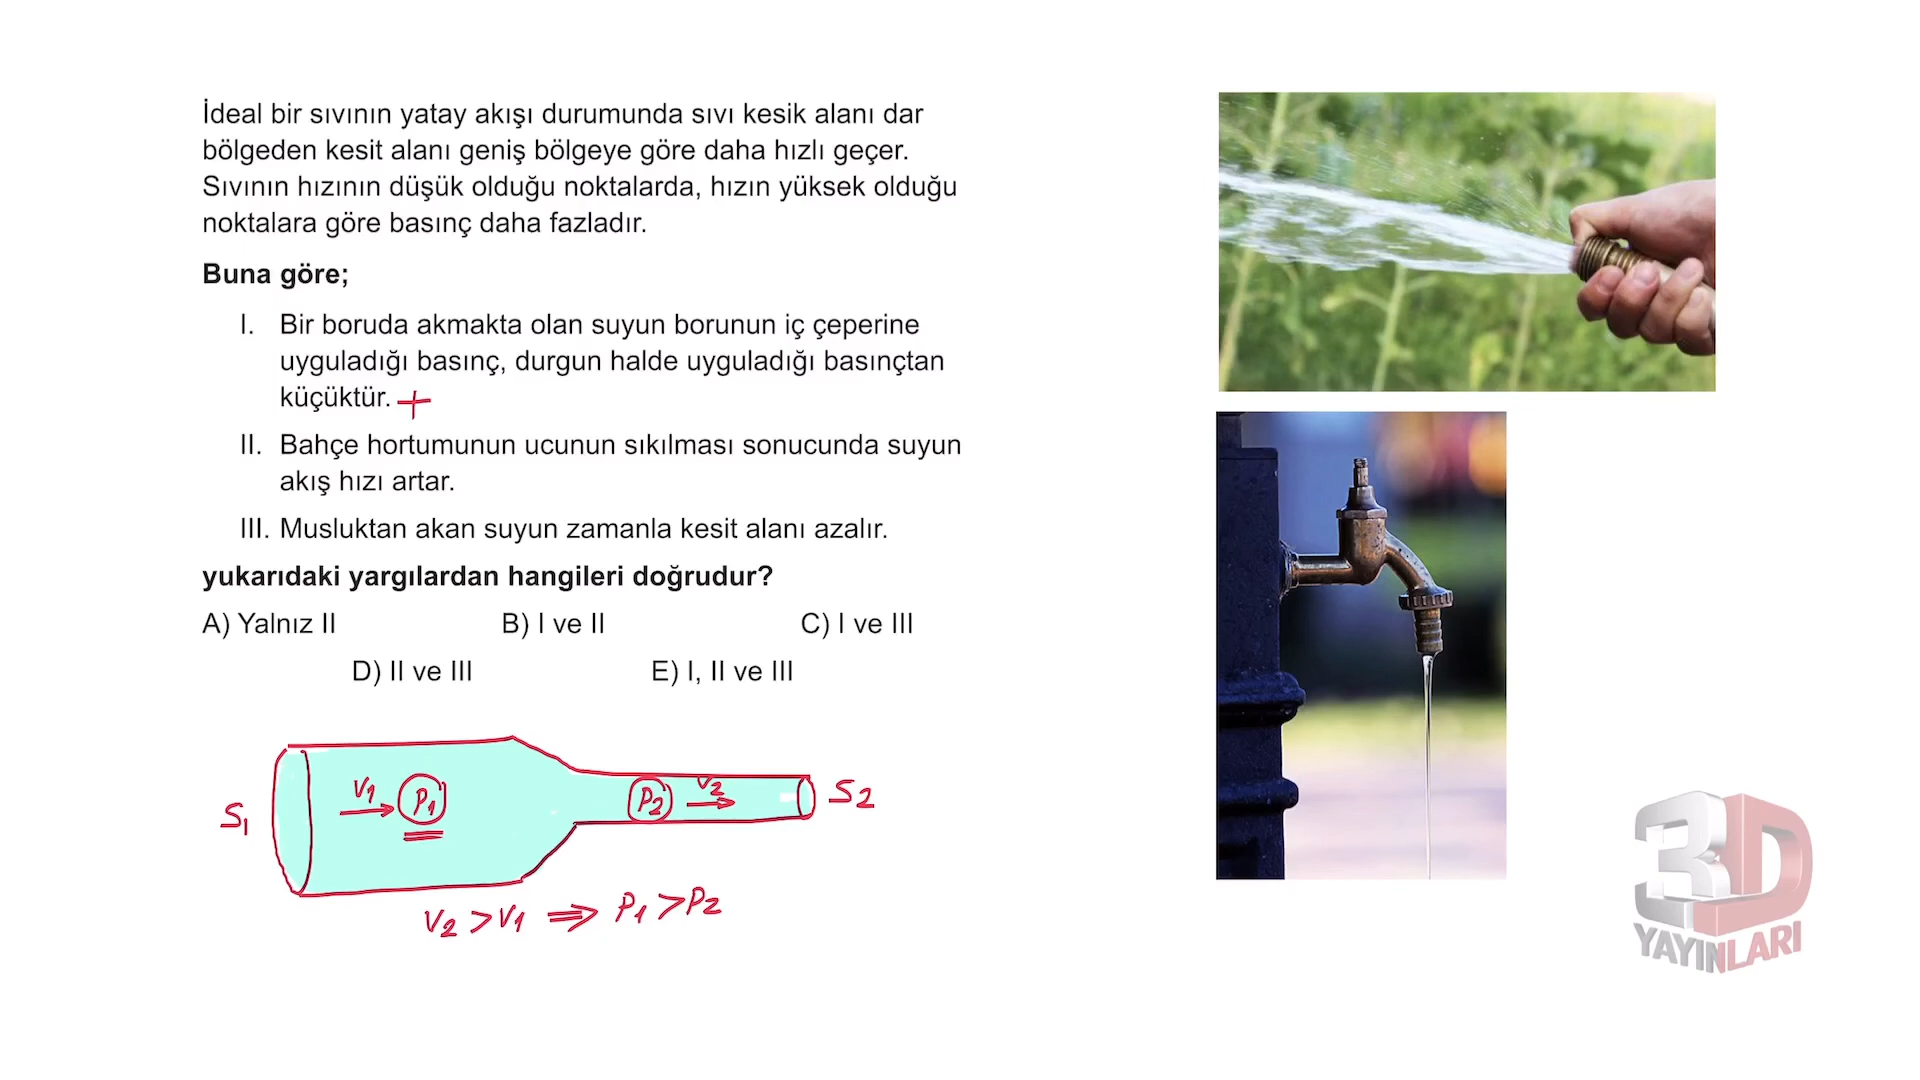 İdeal bir sıvının yatay akışı durumunda sıvı kesik alanı dar
bölgeden kesit alanı geniş bölgeye göre daha hızlı geçer.
Sıvının hızının düşük olduğu noktalarda, hızın yüksek olduğu
noktalara göre basınç daha fazladır.
Buna göre;
I. Bir boruda akmakta olan suyun borunun iç çeperine
uyguladığı basınç, durgun halde uyguladığı basınçtan
küçüktür. +
II. Bahçe hortumunun ucunun sıkılması sonucunda suyun
akış hızı artar.
III. Musluktan akan suyun zamanla kesit alanı azalır.
yukarıdaki yargılardan hangileri doğrudur?
A) Yalnız II B) I ve II C) I ve III
D) II ve III E) I, II ve III
S1 V1 P1 P2 V2 S2
V2 > V1 ⇒ P1 > P2
3D
YAYINLARI